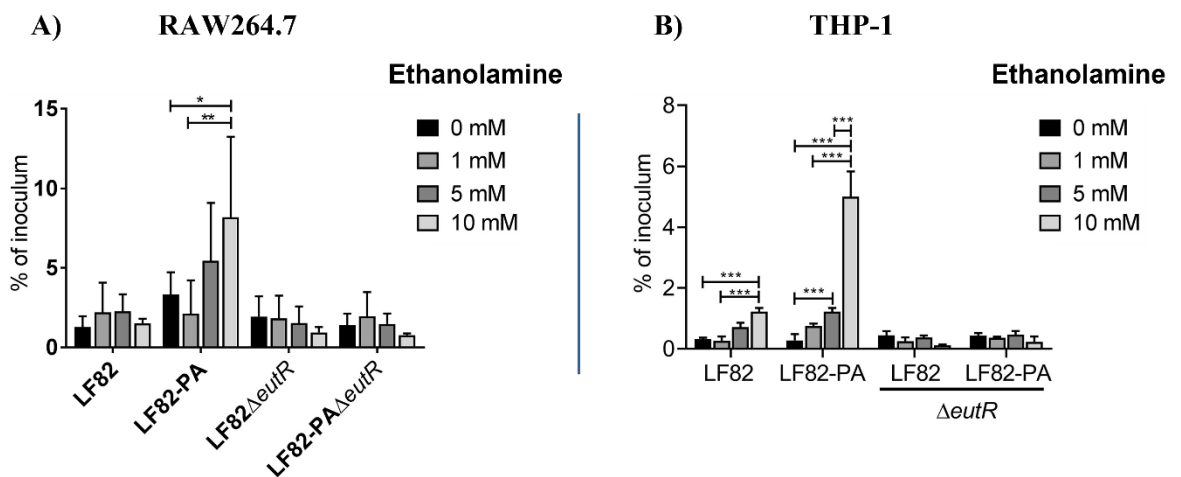 A) RAW264.7
Ethanolamine
0 mM
1 mM
5 mM
10 mM
% of inoculum
15
10
5
0
*
**
LF82
LF82-PA
LF82ΔeutR
LF82-PAΔeutR
B) THP-1
Ethanolamine
0 mM
1 mM
5 mM
10 mM
% of inoculum
8
6
4
2
0
***
***
***
***
***
***
LF82 LF82-PA LF82 LF82-PA
ΔeutR